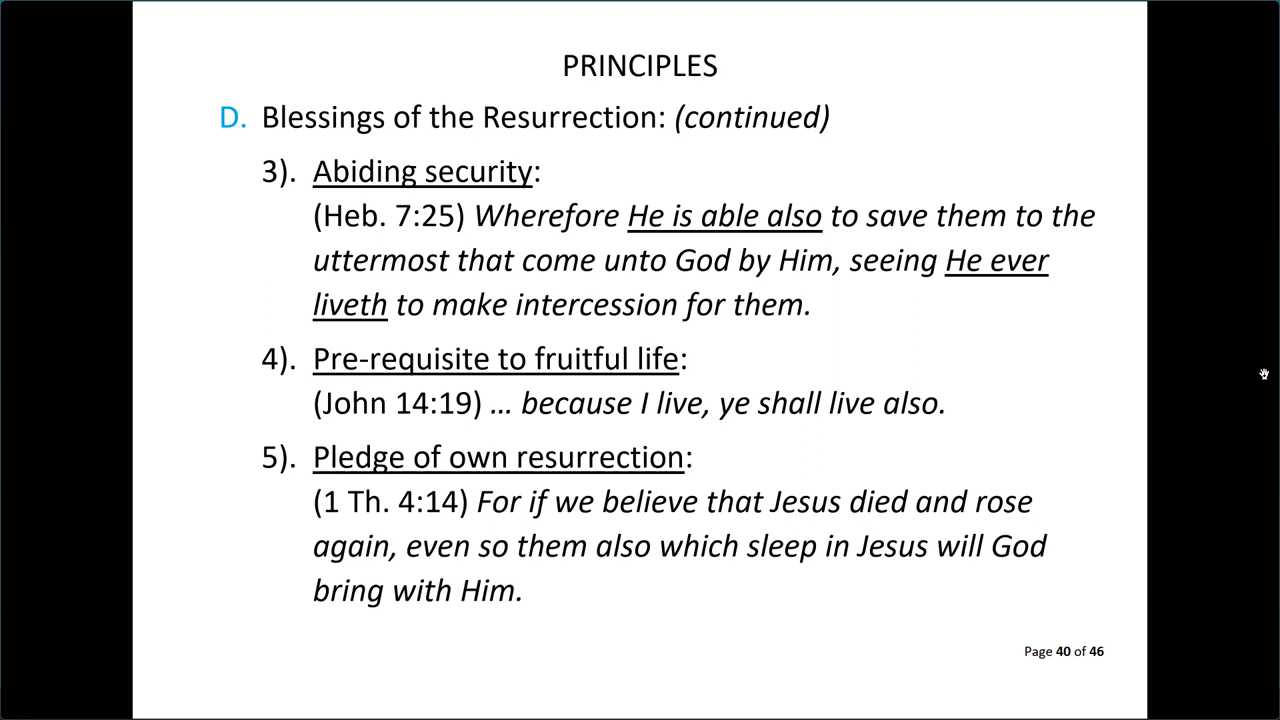 PRINCIPLES
D. Blessings of the Resurrection: (continued)
3). Abiding security:
(Heb. 7:25) Wherefore He is able also to save them to the
uttermost that come unto God by Him, seeing He ever
liveth to make intercession for them.
4). Pre-requisite to fruitful life:
(John 14:19) ... because I live, ye shall live also.
5). Pledge of own resurrection:
(1 Th. 4:14) For if we believe that Jesus died and rose
again, even so them also which sleep in Jesus will God
bring with Him.
Page 40 of 46